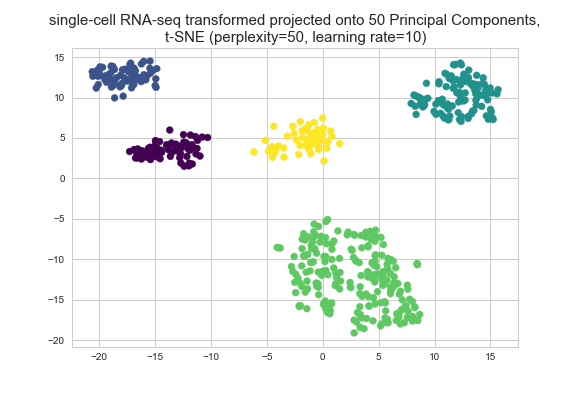 single-cell RNA-seq transformed projected onto 50 Principal Components,
t-SNE (perplexity=50, learning rate=10)
15
10
5
0
−5
−10
−15
−20
−20 −15 −10 −5 0 5 10 15